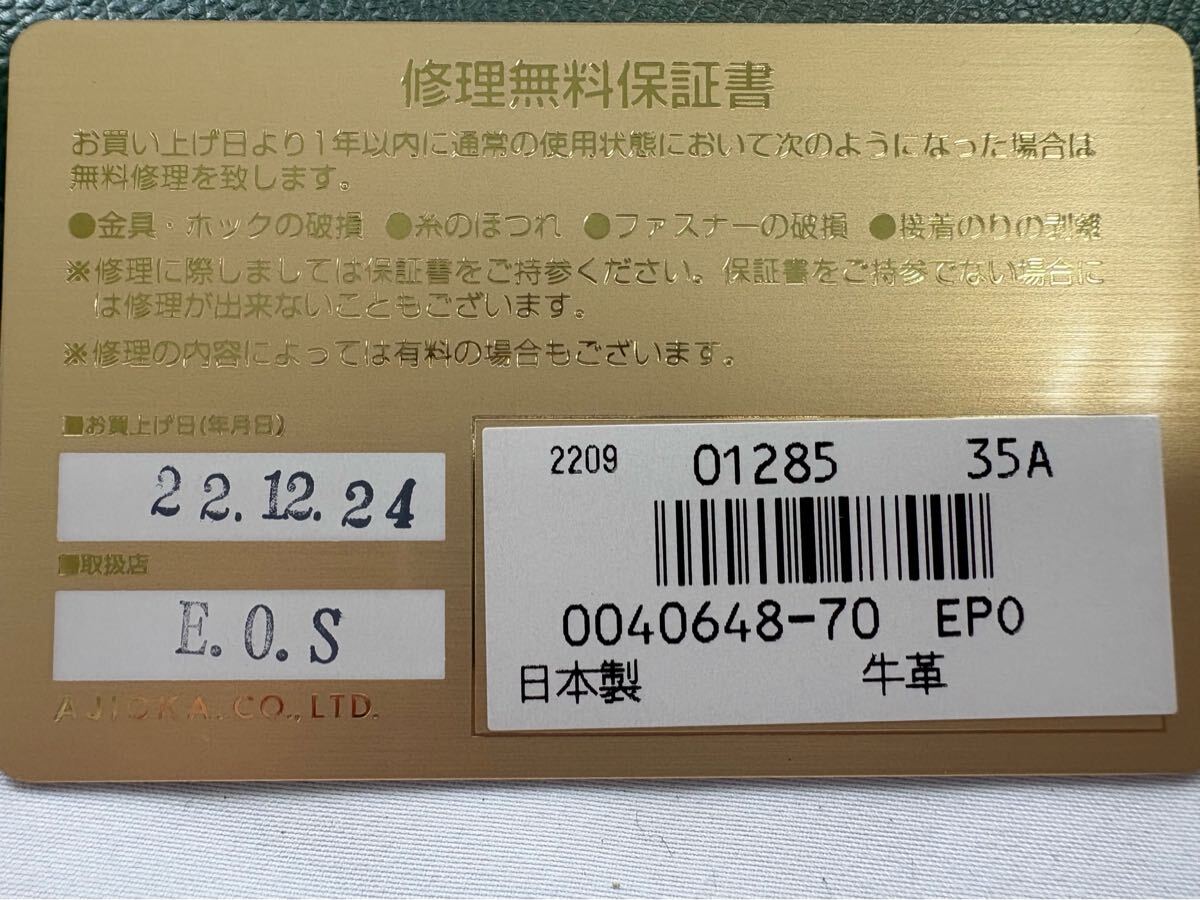 修理無料保証書
お買い上げ日より1年以内に通常の使用状態において次のようになった場合は
無料修理を致します。
●金具・ホックの破損 ●糸のほつれ ●ファスナーの破損 ●接着のりの剥離
※修理に際しましては保証書をご持参ください。保証書をご持参でない場合に
は修理が出来ないこともございます。
※修理の内容によっては有料の場合もございます。
■お買上げ日(年月日)
22.12.24
■取扱店
E.O.S
AJIOKA.CO.,LTD.
2209 01285 35A
0040648-70 EPO
日本製 牛革